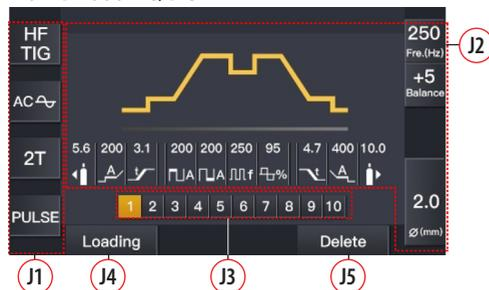 HF
TIG
250
Fre.(Hz)
J2
+5
Balance
AC
2T
5.6 200 3.1 200 200 250 95 4.7 400 10.0
A t A A f % t A
PULSE
1 2 3 4 5 6 7 8 9 10
2.0
Ø (mm)
Loading
Delete
J1
J4
J3
J5